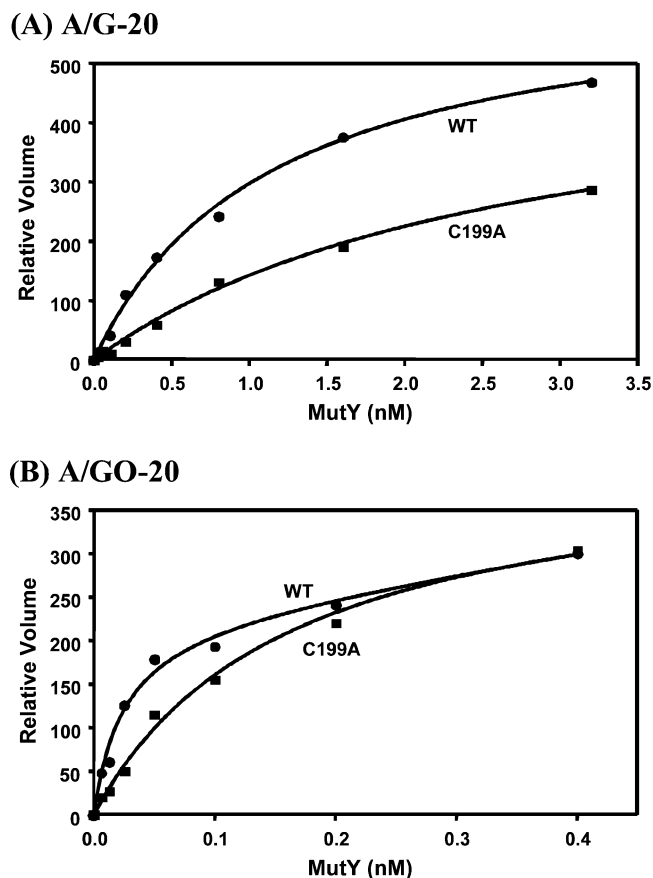 (A) A/G-20
500
400
300
200
100
0
Relative Volume
WT
C199A
0.0 0.5 1.0 1.5 2.0 2.5 3.0 3.5
MutY (nM)
(B) A/GO-20
350
300
250
200
150
100
50
0
Relative Volume
WT
C199A
0.0 0.1 0.2 0.3 0.4
MutY (nM)